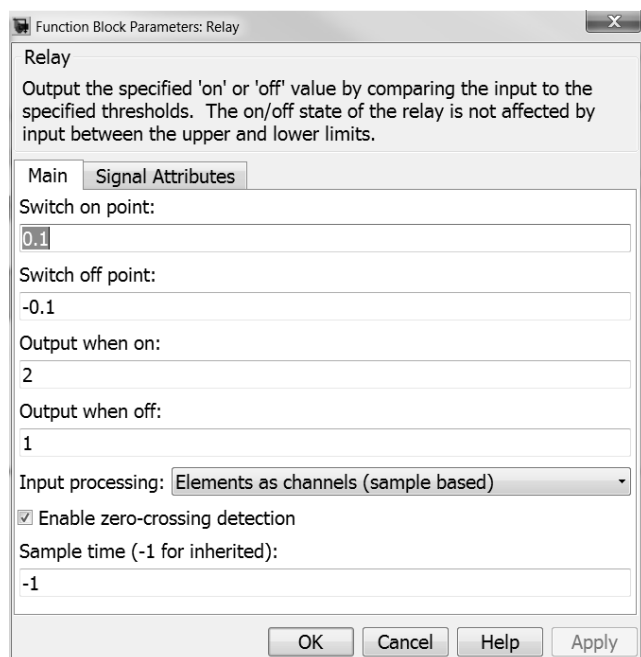 Function Block Parameters: Relay
x
Relay
Output the specified 'on' or 'off' value by comparing the input to the
specified thresholds.  The on/off state of the relay is not affected by
input between the upper and lower limits.
Main
Signal Attributes
Switch on point:
0.1
Switch off point:
-0.1
Output when on:
2
Output when off:
1
Input processing: Elements as channels (sample based)
Enable zero-crossing detection
Sample time (-1 for inherited):
-1
OK
Cancel
Help
Apply